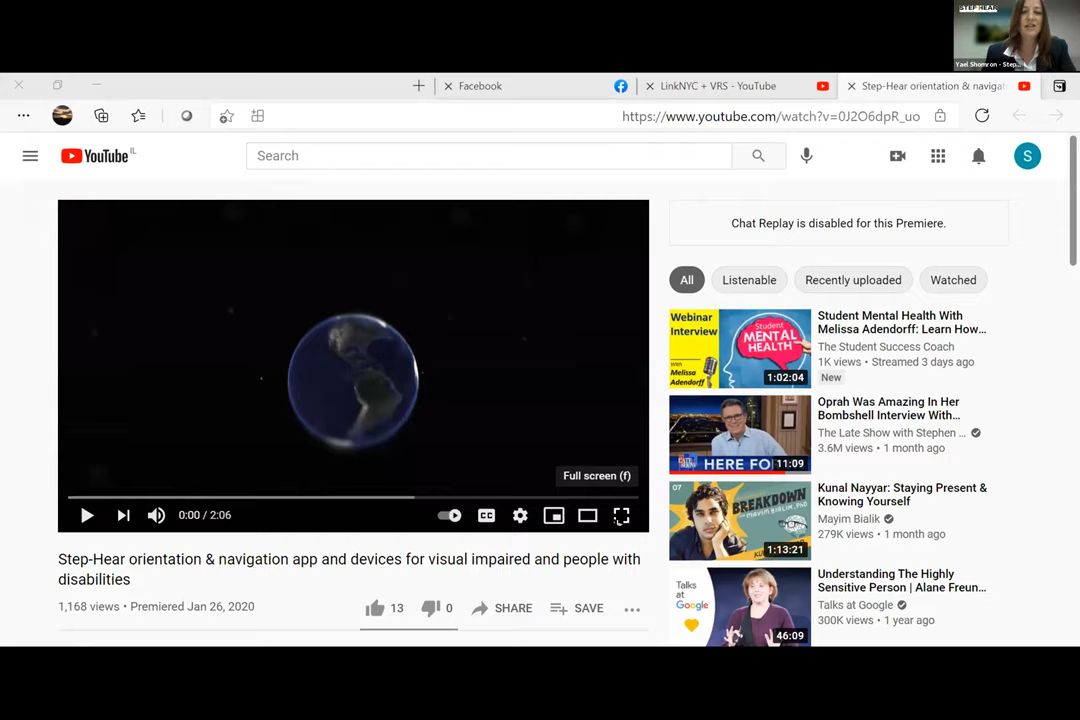 STEP-HEAR
Yael Shomron - Step...
Facebook
LinkNYC + VRS - YouTube
Step-Hear orientation & navigat
https://www.youtube.com/watch?v=0J2O6dpR_uo
YouTube IL
Search
S
Chat Replay is disabled for this Premiere.
All
Listenable
Recently uploaded
Watched
Full screen (f)
0:00 / 2:06
CC
Step-Hear orientation & navigation app and devices for visual impaired and people with
disabilities
1,168 views • Premiered Jan 26, 2020
13
0
SHARE
SAVE
Webinar
Interview
With
Melissa
Adendorff
Student
MENTAL
HEALTH
1:02:04
Student Mental Health With
Melissa Adendorff: Learn How...
The Student Success Coach
1K views • Streamed 3 days ago
New
HERE FO
11:09
Oprah Was Amazing In Her
Bombshell Interview With...
The Late Show with Stephen ...
3.6M views • 1 month ago
07
BREAKDOWN
MAYIM BIALIK, PHD
1:13:21
Kunal Nayyar: Staying Present &
Knowing Yourself
Mayim Bialik
279K views • 1 month ago
Talks
at
Google
46:09
Understanding The Highly
Sensitive Person | Alane Freun...
Talks at Google
300K views • 1 year ago